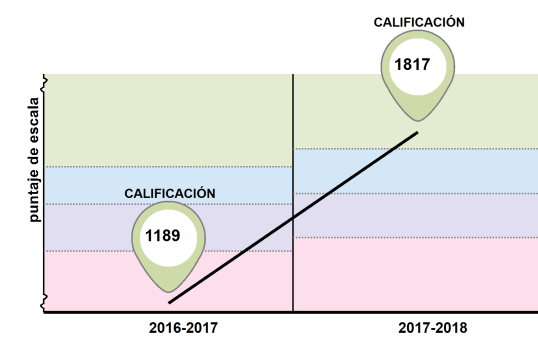 CALIFICACIÓN
1817
puntaje de escala
CALIFICACIÓN
1189
2016-2017
2017-2018